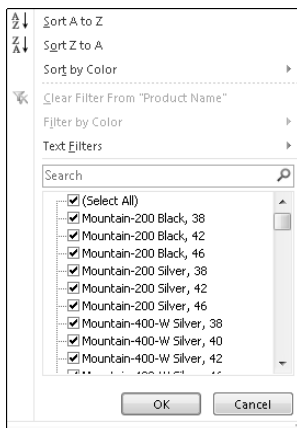 Sort A to Z
Sort Z to A
Sort by Color
Clear Filter From "Product Name"
Filter by Color
Text Filters
Search
(Select All)
Mountain-200 Black, 38
Mountain-200 Black, 42
Mountain-200 Black, 46
Mountain-200 Silver, 38
Mountain-200 Silver, 42
Mountain-200 Silver, 46
Mountain-400-W Silver, 38
Mountain-400-W Silver, 40
Mountain-400-W Silver, 42
OK Cancel